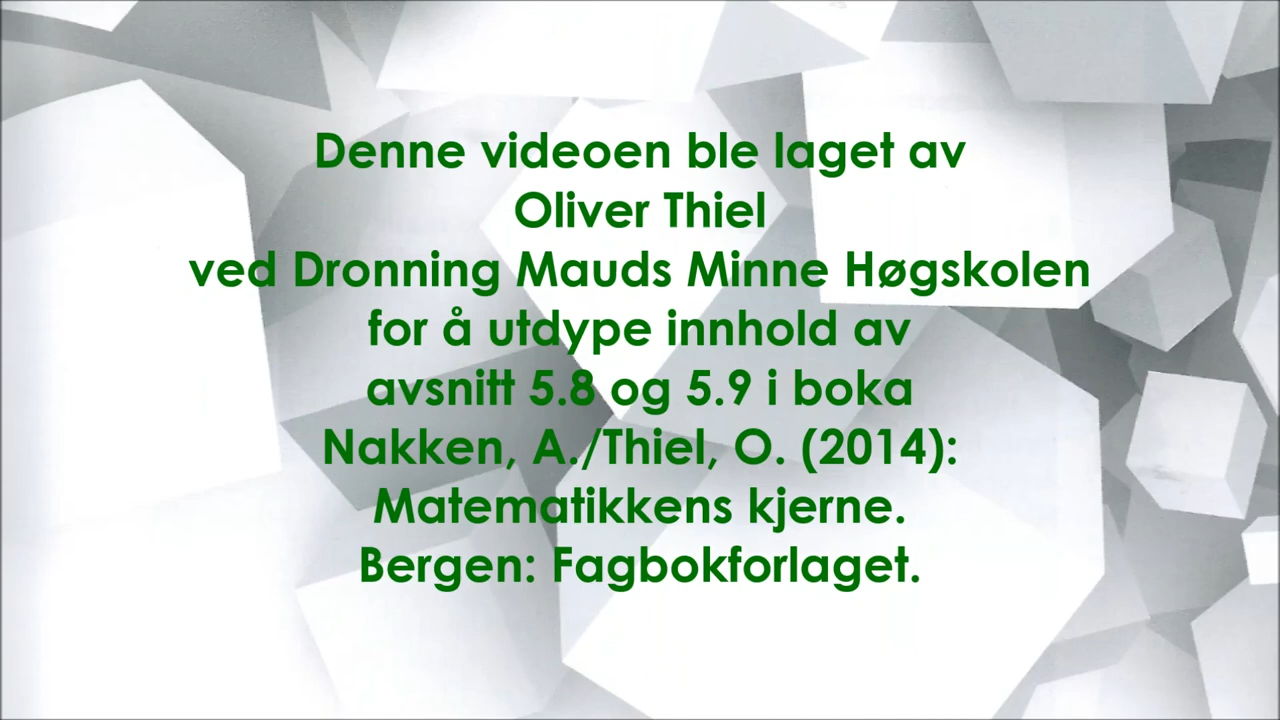 Denne videoen ble laget av
Oliver Thiel
ved Dronning Mauds Minne Høgskolen
for å utdype innhold av
avsnitt 5.8 og 5.9 i boka
Nakken, A./Thiel, O. (2014):
Matematikkens kjerne.
Bergen: Fagbokforlaget.